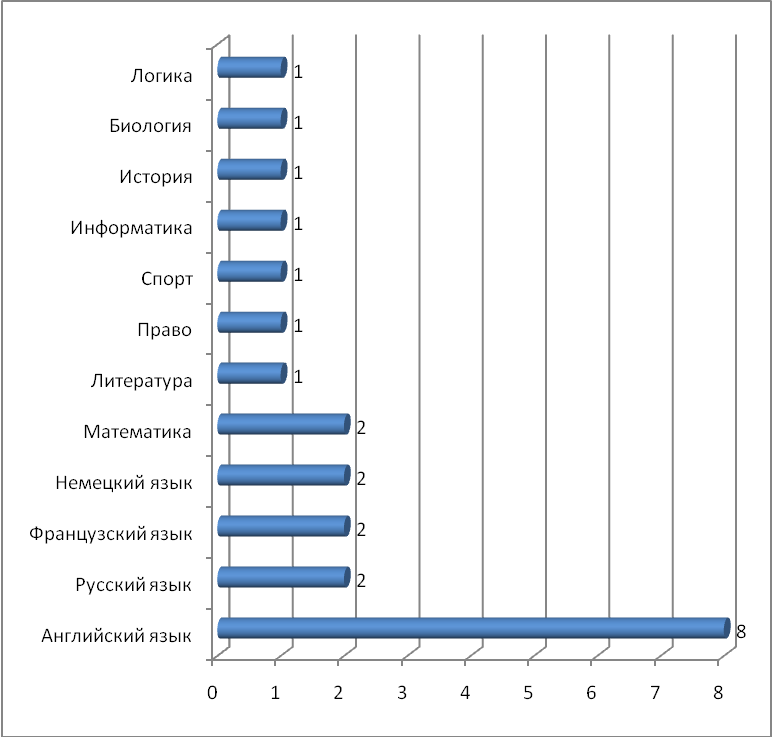 Логика 1
Биология 1
История 1
Информатика 1
Спорт 1
Право 1
Литература 1
Математика 2
Немецкий язык 2
Французский язык 2
Русский язык 2
Английский язык 8
0 1 2 3 4 5 6 7 8